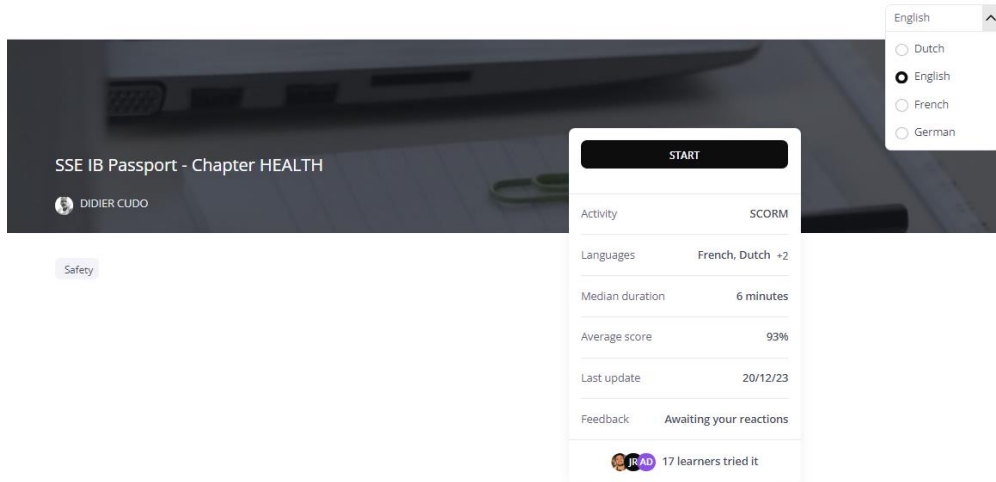 English
Dutch
English
French
German
SSE IB Passport - Chapter HEALTH
DIDIER CUDO
Safety
START
Activity SCORM
Languages French, Dutch +2
Median duration 6 minutes
Average score 93%
Last update 20/12/23
Feedback Awaiting your reactions
JR AD 17 learners tried it